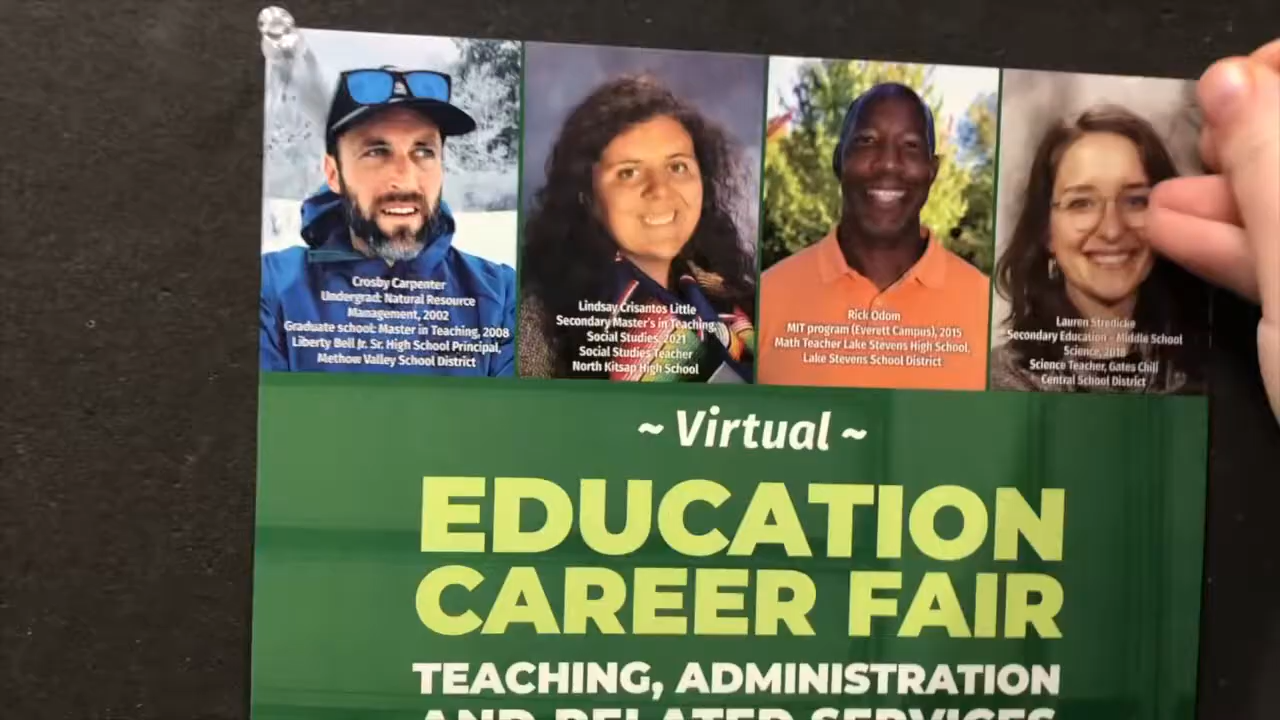 Crosby Carpenter
Undergrad: Natural Resource
Management, 2002
Graduate school: Master in Teaching, 2008
Liberty Bell Jr. Sr. High School Principal,
Methow Valley School District
Lindsay Crisantos Little
Secondary Master's in Teaching
Social Studies, 2021
Social Studies Teacher
North Kitsap High School
Rick Odom
MIT program (Everett Campus), 2015
Math Teacher Lake Stevens High School,
Lake Stevens School District
Lauren Stredicke
Secondary Education - Middle School
Science, 2018
Science Teacher, Gates Chili
Central School District
~ Virtual ~
EDUCATION
CAREER FAIR
TEACHING, ADMINISTRATION
AND RELATED SERVICES